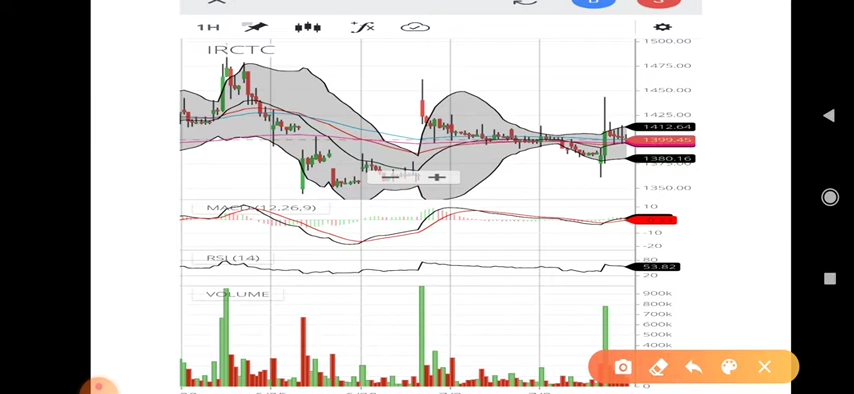 1H
IRCTC
1500.00
1475.00
1450.00
1425.00
1412.64
1399.45
1380.16
1350.00
MACD(12,26,9)
10
-10
-20
RSI (14)
80
53.82
20
VOLUME
900k
800k
700k
600k
500k
400k
0